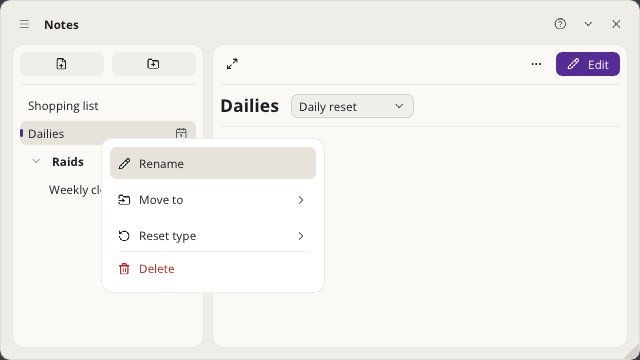 Notes
Edit
Shopping list
Dailies
Dailies
Daily reset
Raids
Rename
Move to
Reset type
Delete